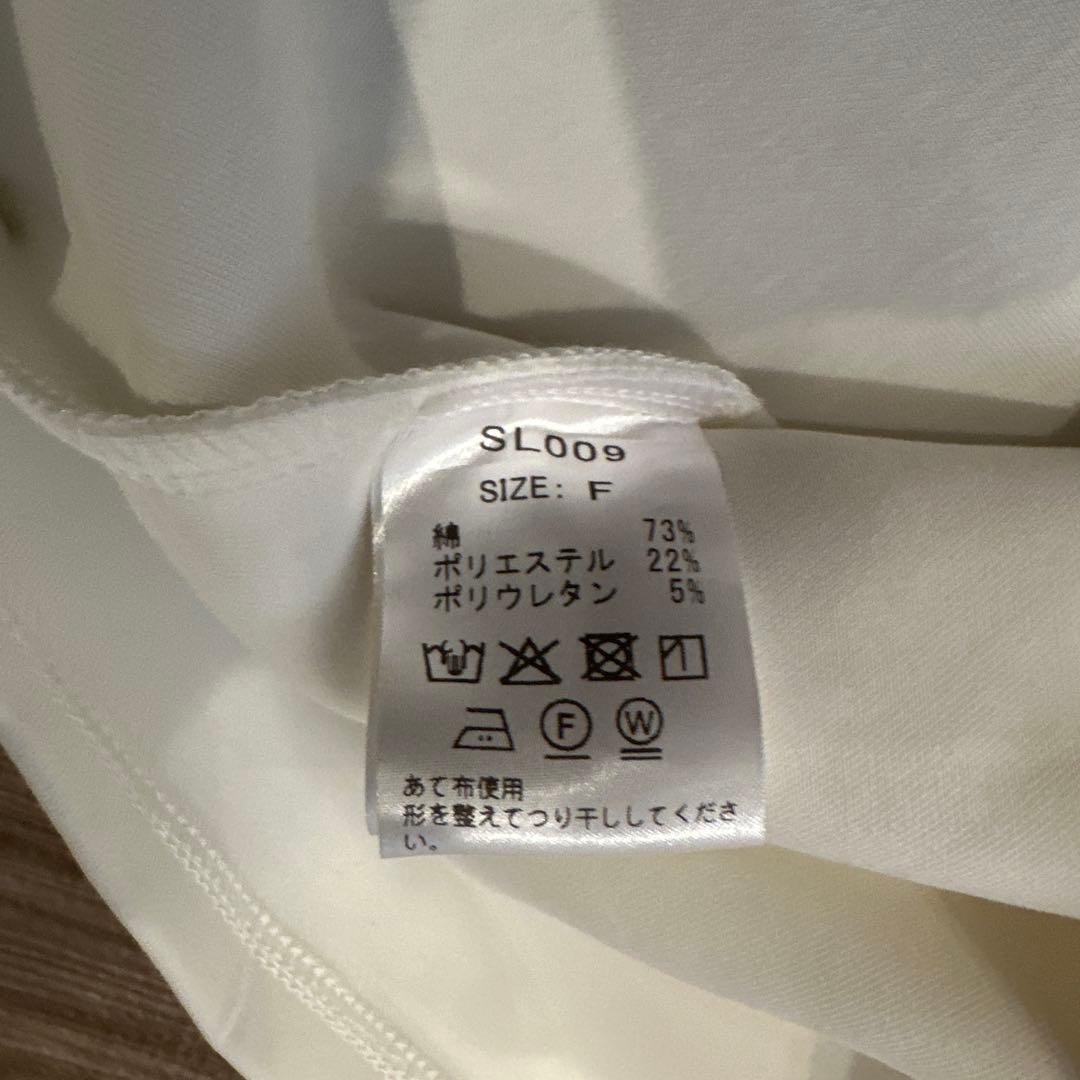 SL009
SIZE: F
綿 73%
ポリエステル 22%
ポリウレタン 5%
F W
あて布使用
形を整えてつり干ししてくださ
い。